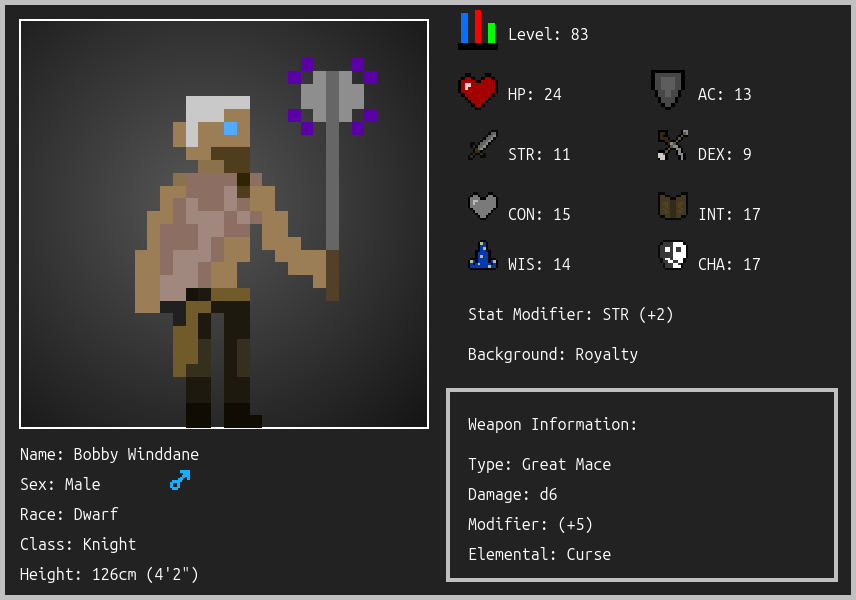 Level: 83
HP: 24
AC: 13
STR: 11
DEX: 9
CON: 15
INT: 17
WIS: 14
CHA: 17
Stat Modifier: STR (+2)
Background: Royalty
Weapon Information:
Type: Great Mace
Damage: d6
Modifier: (+5)
Elemental: Curse
Name: Bobby Winddane
Sex: Male
Race: Dwarf
Class: Knight
Height: 126cm (4'2")